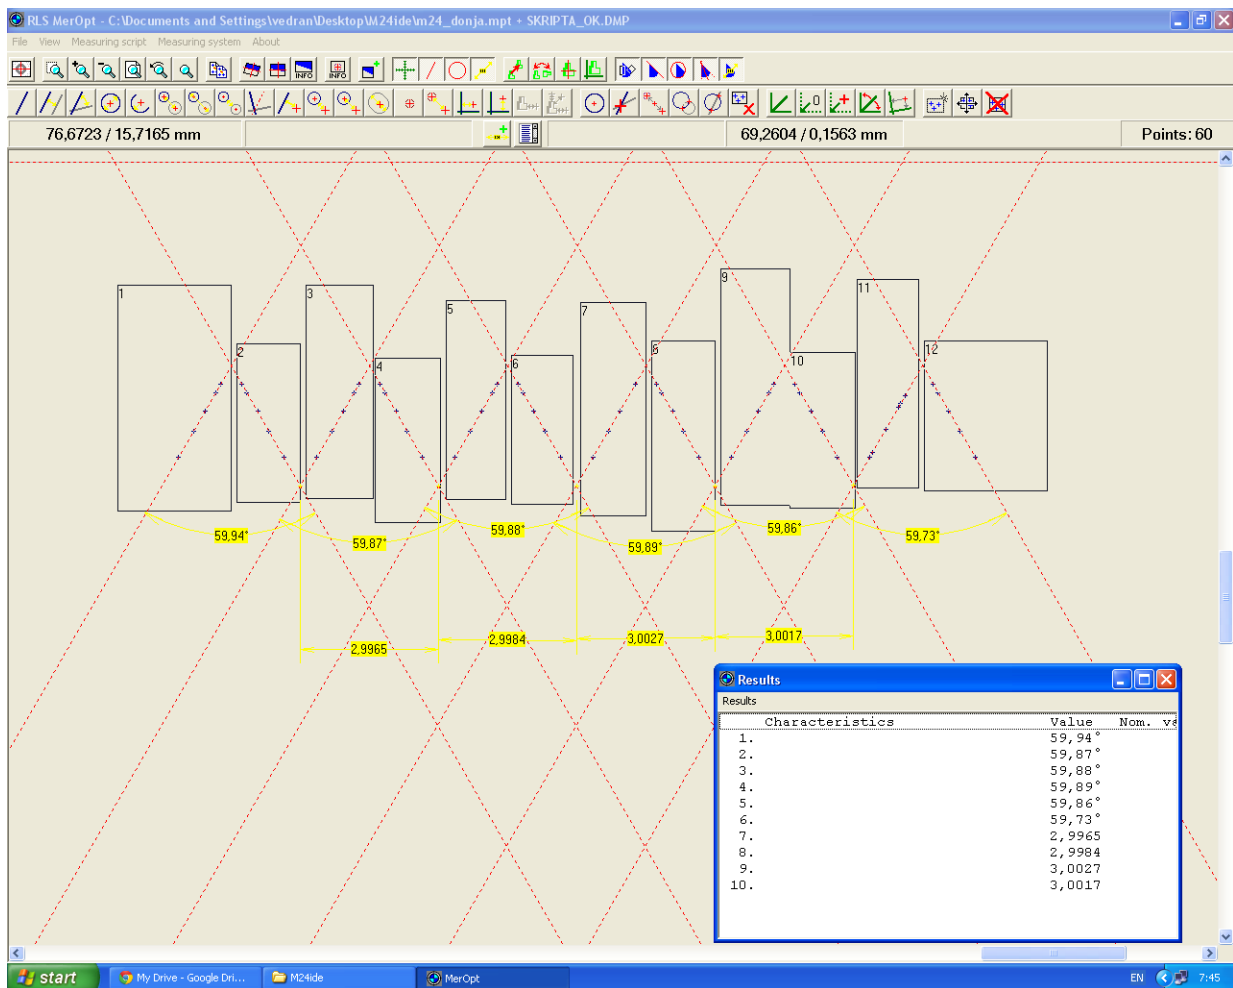 RLS MerOpt - C:\Documents and Settings\vedran\Desktop\M24ide\m24_donja.mpt + SKRIPTA_OK.DMP
File View Measuring script Measuring system About
INFO INFO
76,6723 / 15,7165 mm 69,2604 / 0,1563 mm Points: 60
9
11
1 3
5
7
2 8 12
10
4 6
59,94° 59,87° 59,88° 59,89° 59,86° 59,73°
2,9965 2,9984 3,0027 3,0017
Results
Results
Characteristics Value Nom. va
1. 59,94°
2. 59,87°
3. 59,88°
4. 59,89°
5. 59,86°
6. 59,73°
7. 2,9965
8. 2,9984
9. 3,0027
10. 3,0017
start My Drive - Google Dri... M24ide MerOpt EN 7:45